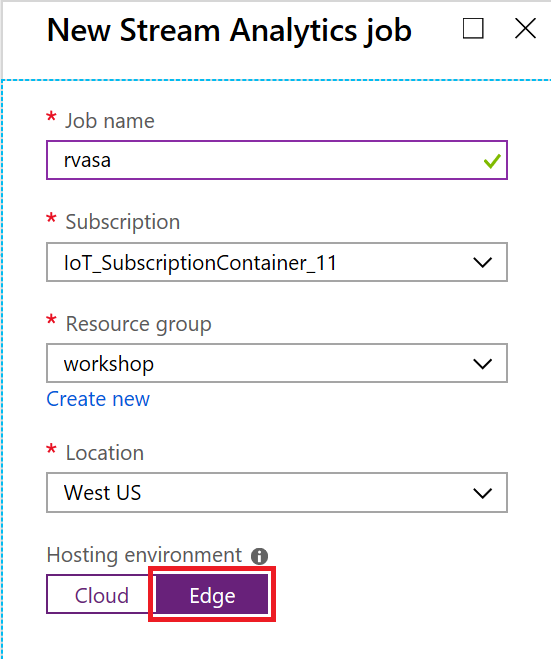 New Stream Analytics job
* Job name
rvasa
* Subscription
IoT_SubscriptionContainer_11
* Resource group
workshop
Create new
* Location
West US
Hosting environment
Cloud Edge